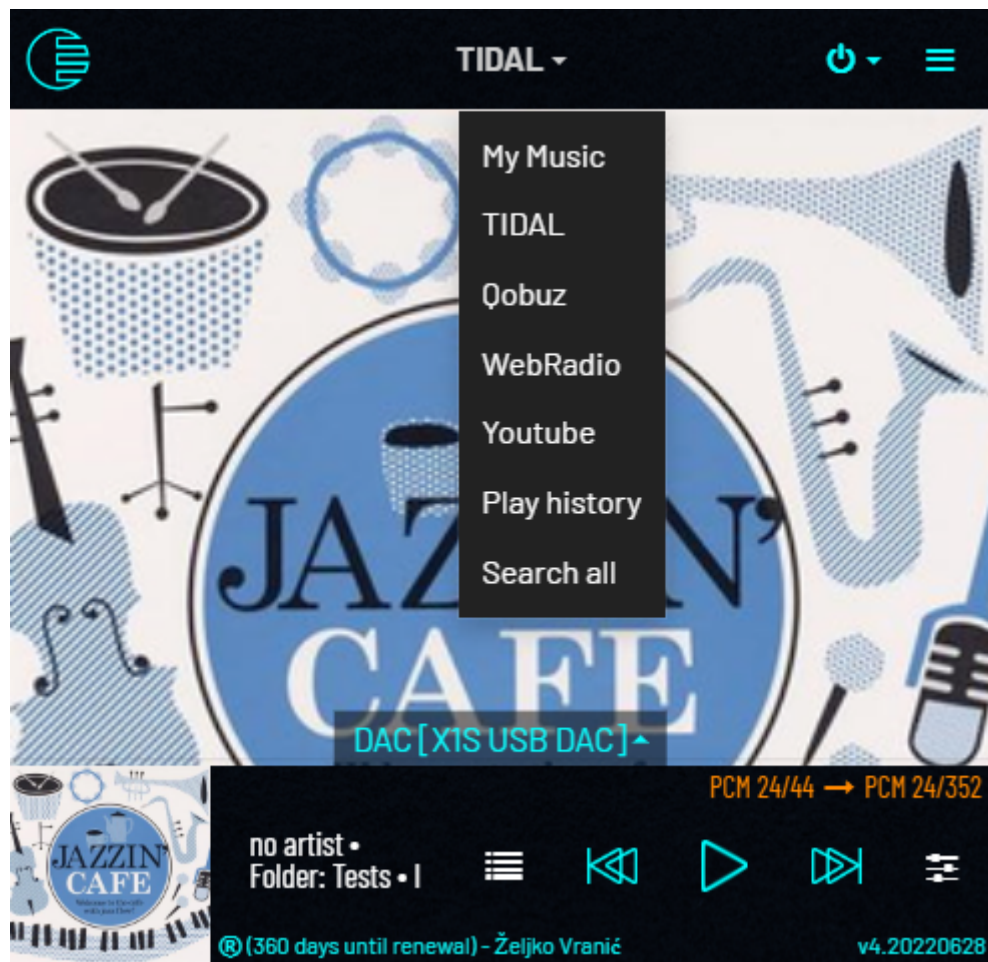 TIDAL
My Music
TIDAL
Qobuz
WebRadio
Youtube
Play history
Search all
JAZZIN'
CAFE
DAC [X1S USB DAC]
PCM 24/44 → PCM 24/352
no artist •
Folder: Tests • I
JAZZIN'
CAFE
® (360 days until renewal) - Željko Vranić
v4.20220628